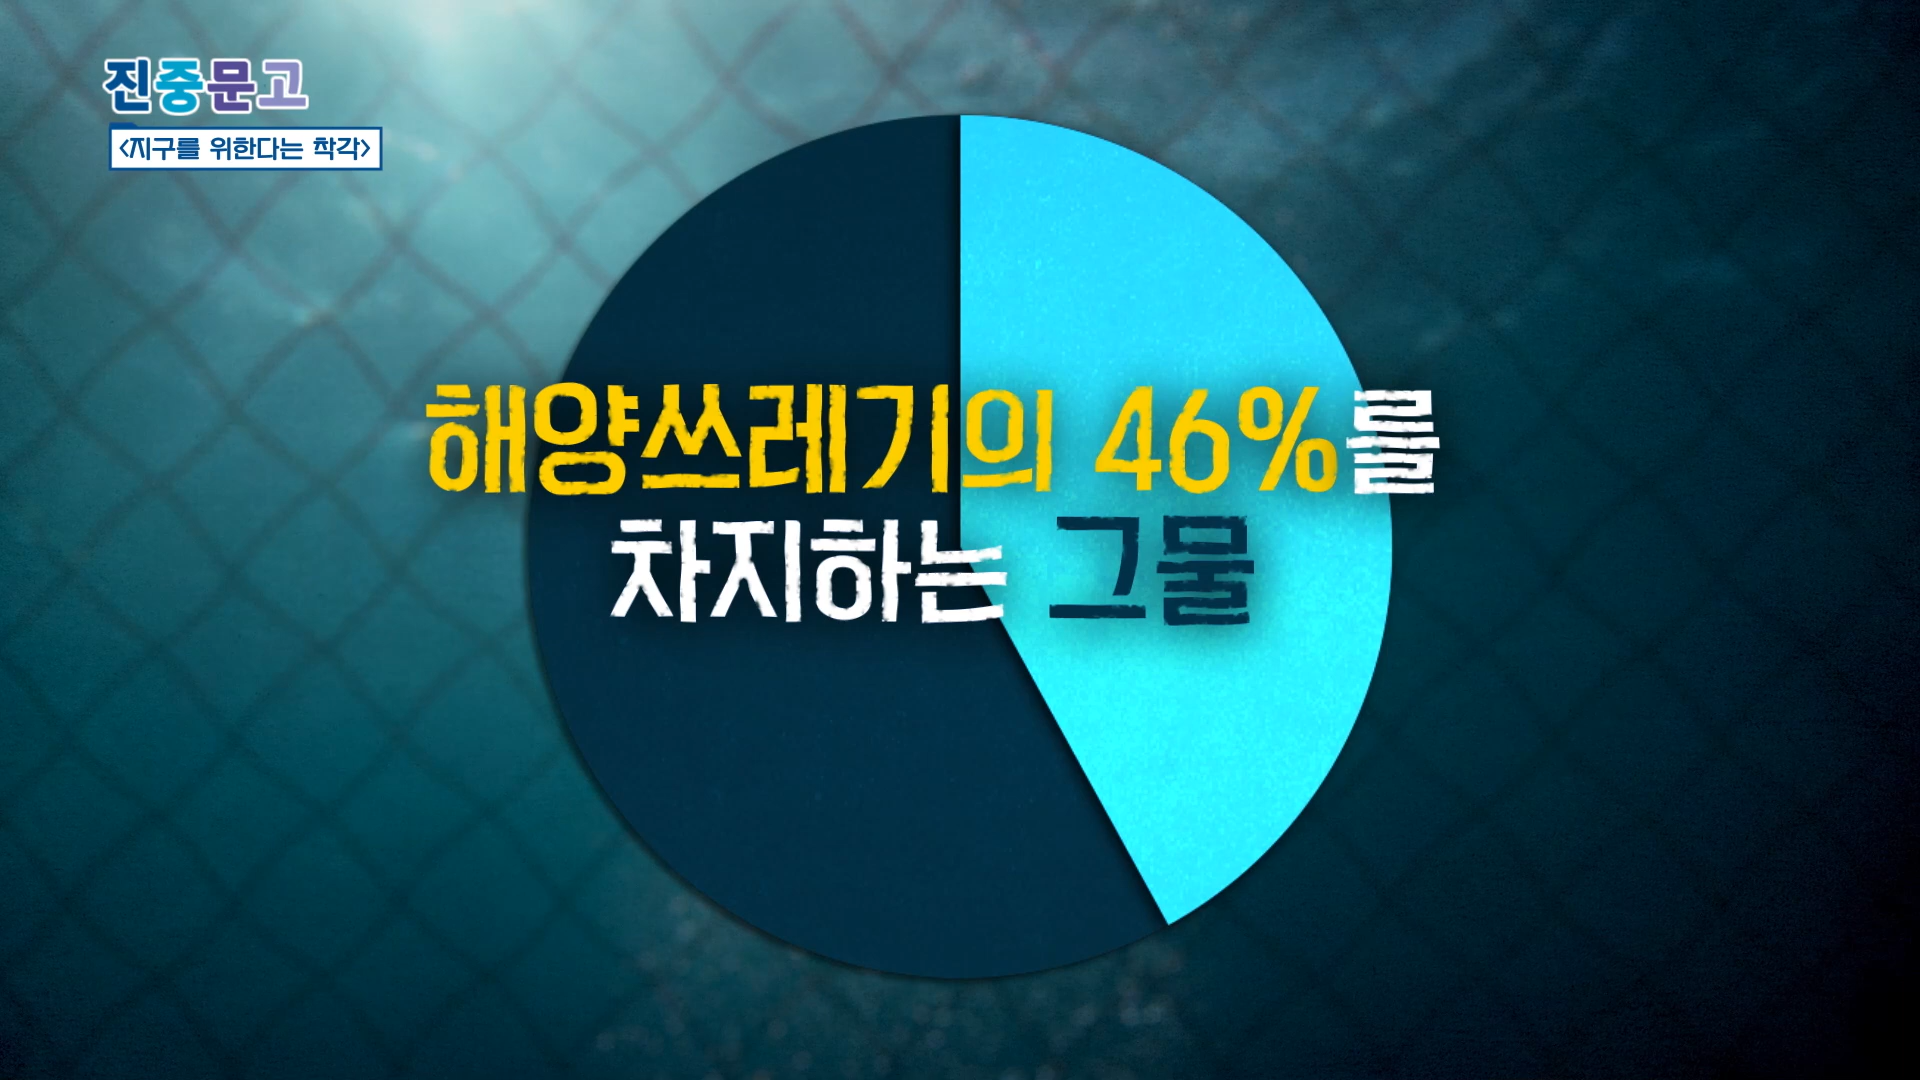 진중문고
<지구를 위한다는 착각>
해양쓰레기의 46%를
차지하는 그물